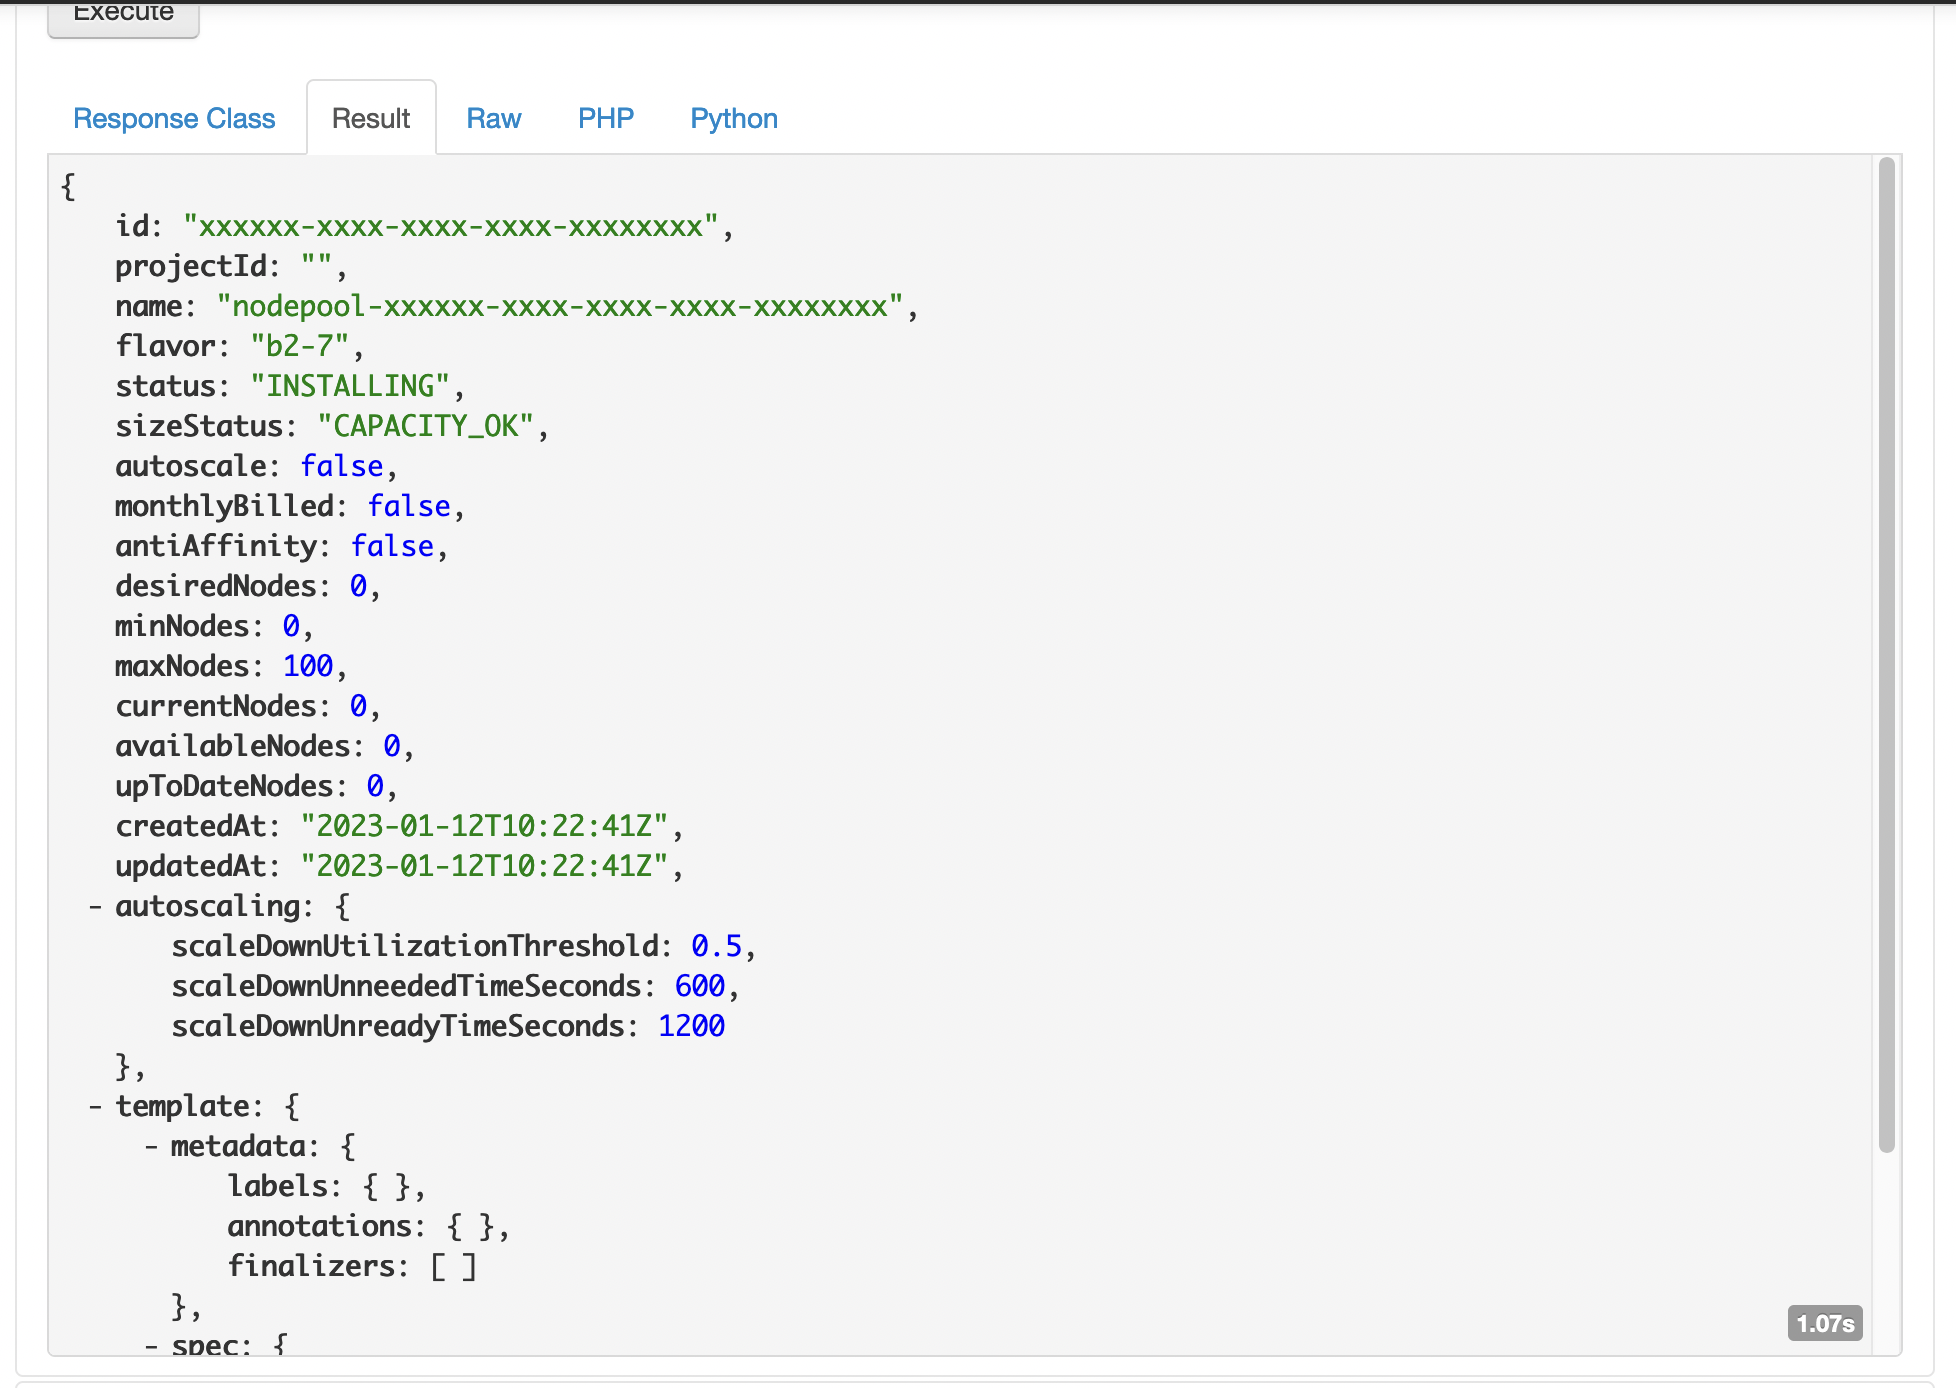 Execute
Response Class Result Raw PHP Python
{
id: "xxxxxx-xxxx-xxxx-xxxx-xxxxxxxx",
projectId: "",
name: "nodepool-xxxxxx-xxxx-xxxx-xxxx-xxxxxxxx",
flavor: "b2-7",
status: "INSTALLING",
sizeStatus: "CAPACITY_OK",
autoscale: false,
monthlyBilled: false,
antiAffinity: false,
desiredNodes: 0,
minNodes: 0,
maxNodes: 100,
currentNodes: 0,
availableNodes: 0,
upToDateNodes: 0,
createdAt: "2023-01-12T10:22:41Z",
updatedAt: "2023-01-12T10:22:41Z",
- autoscaling: {
scaleDownUtilizationThreshold: 0.5,
scaleDownUnneededTimeSeconds: 600,
scaleDownUnreadyTimeSeconds: 1200
},
- template: {
- metadata: {
labels: { },
annotations: { },
finalizers: [ ]
},
- spec: {
1.07s